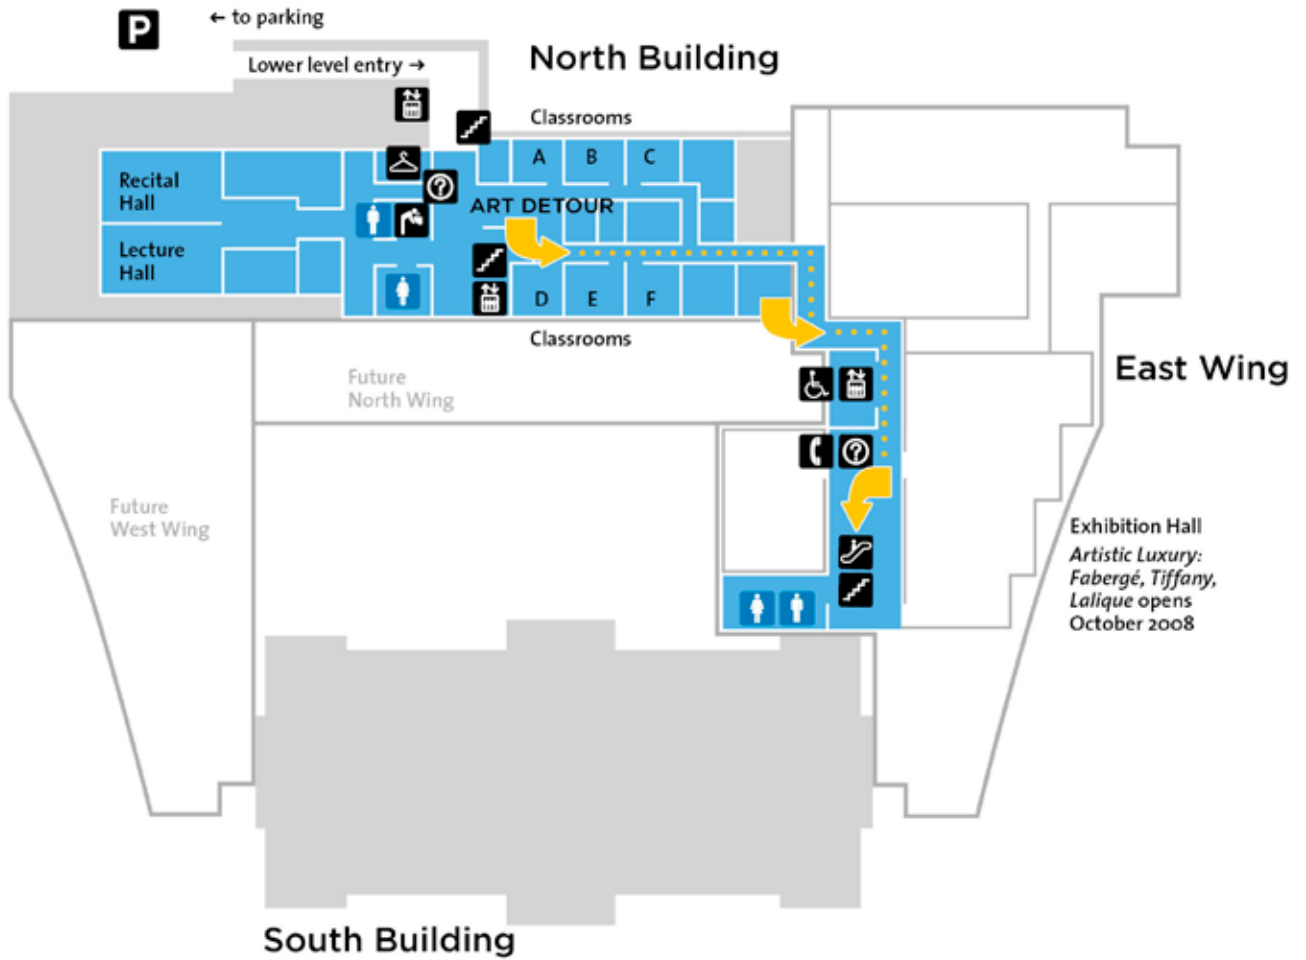 P
← to parking
Lower level entry →
North Building
Classrooms
A B C
Recital
Hall
?
ART DETOUR
Lecture
Hall
D E F
Classrooms
Future
North Wing
East Wing
?
Future
West Wing
Exhibition Hall
Artistic Luxury:
Fabergé, Tiffany,
Lalique opens
October 2008
South Building